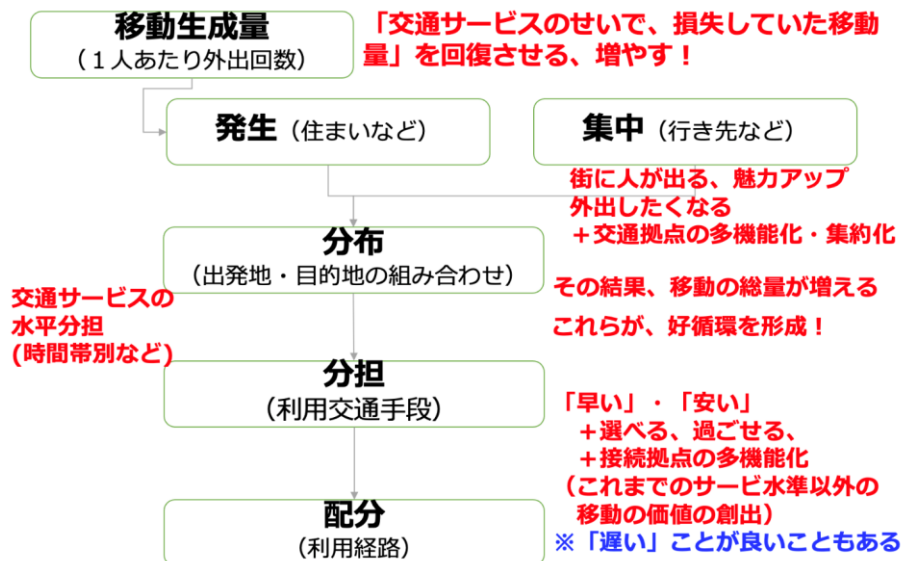 移動生成量
（１人あたり外出回数）
「交通サービスのせいで、損失していた移動
量」を回復させる、増やす！
発生（住まいなど）
集中（行き先など）
街に人が出る、魅力アップ
外出したくなる
＋交通拠点の多機能化・集約化
分布
（出発地・目的地の組み合わせ）
その結果、移動の総量が増える
これらが、好循環を形成！
交通サービスの
水平分担
(時間帯別など)
分担
（利用交通手段）
「早い」・「安い」
＋選べる、過ごせる、
＋接続拠点の多機能化
（これまでのサービ水準以外の
移動の価値の創出）
※「遅い」ことが良いこともある
配分
（利用経路）